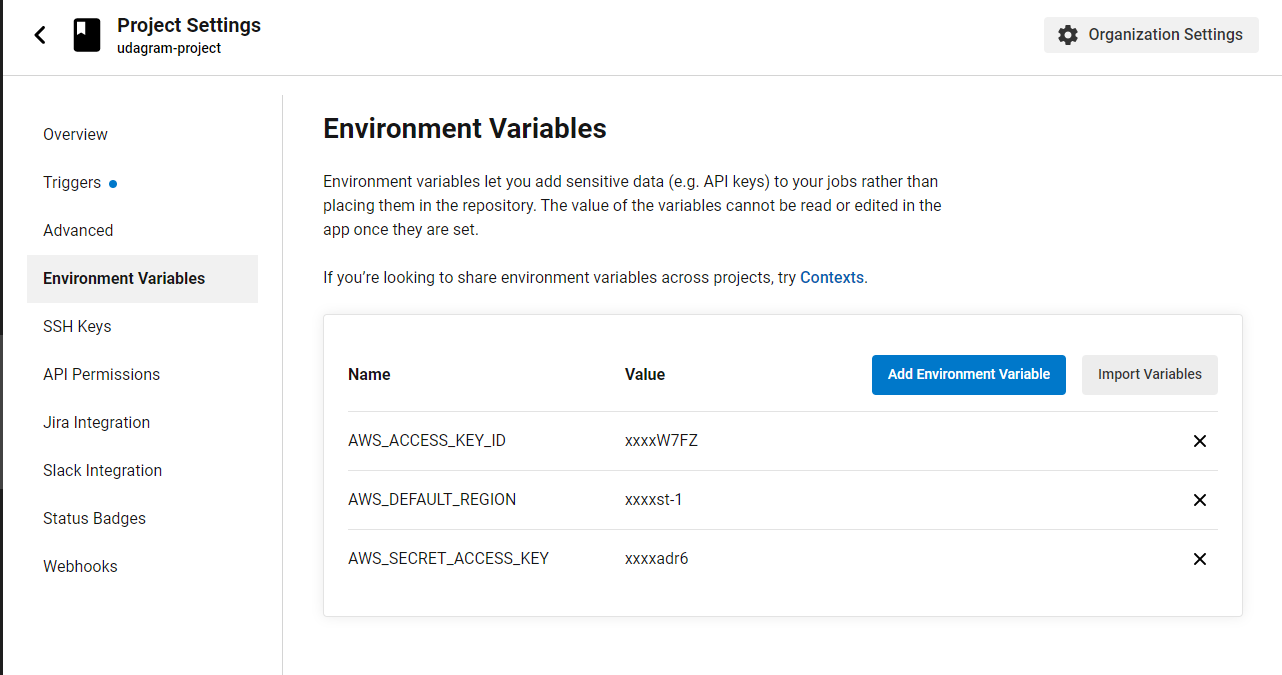 Project Settings
udagram-project
Organization Settings
Overview
Triggers
Advanced
Environment Variables
SSH Keys
API Permissions
Jira Integration
Slack Integration
Status Badges
Webhooks
Environment Variables
Environment variables let you add sensitive data (e.g. API keys) to your jobs rather than
placing them in the repository. The value of the variables cannot be read or edited in the
app once they are set.
If you’re looking to share environment variables across projects, try Contexts.
Name Value Add Environment Variable Import Variables
AWS_ACCESS_KEY_ID xxxxW7FZ
AWS_DEFAULT_REGION xxxxst-1
AWS_SECRET_ACCESS_KEY xxxxadr6